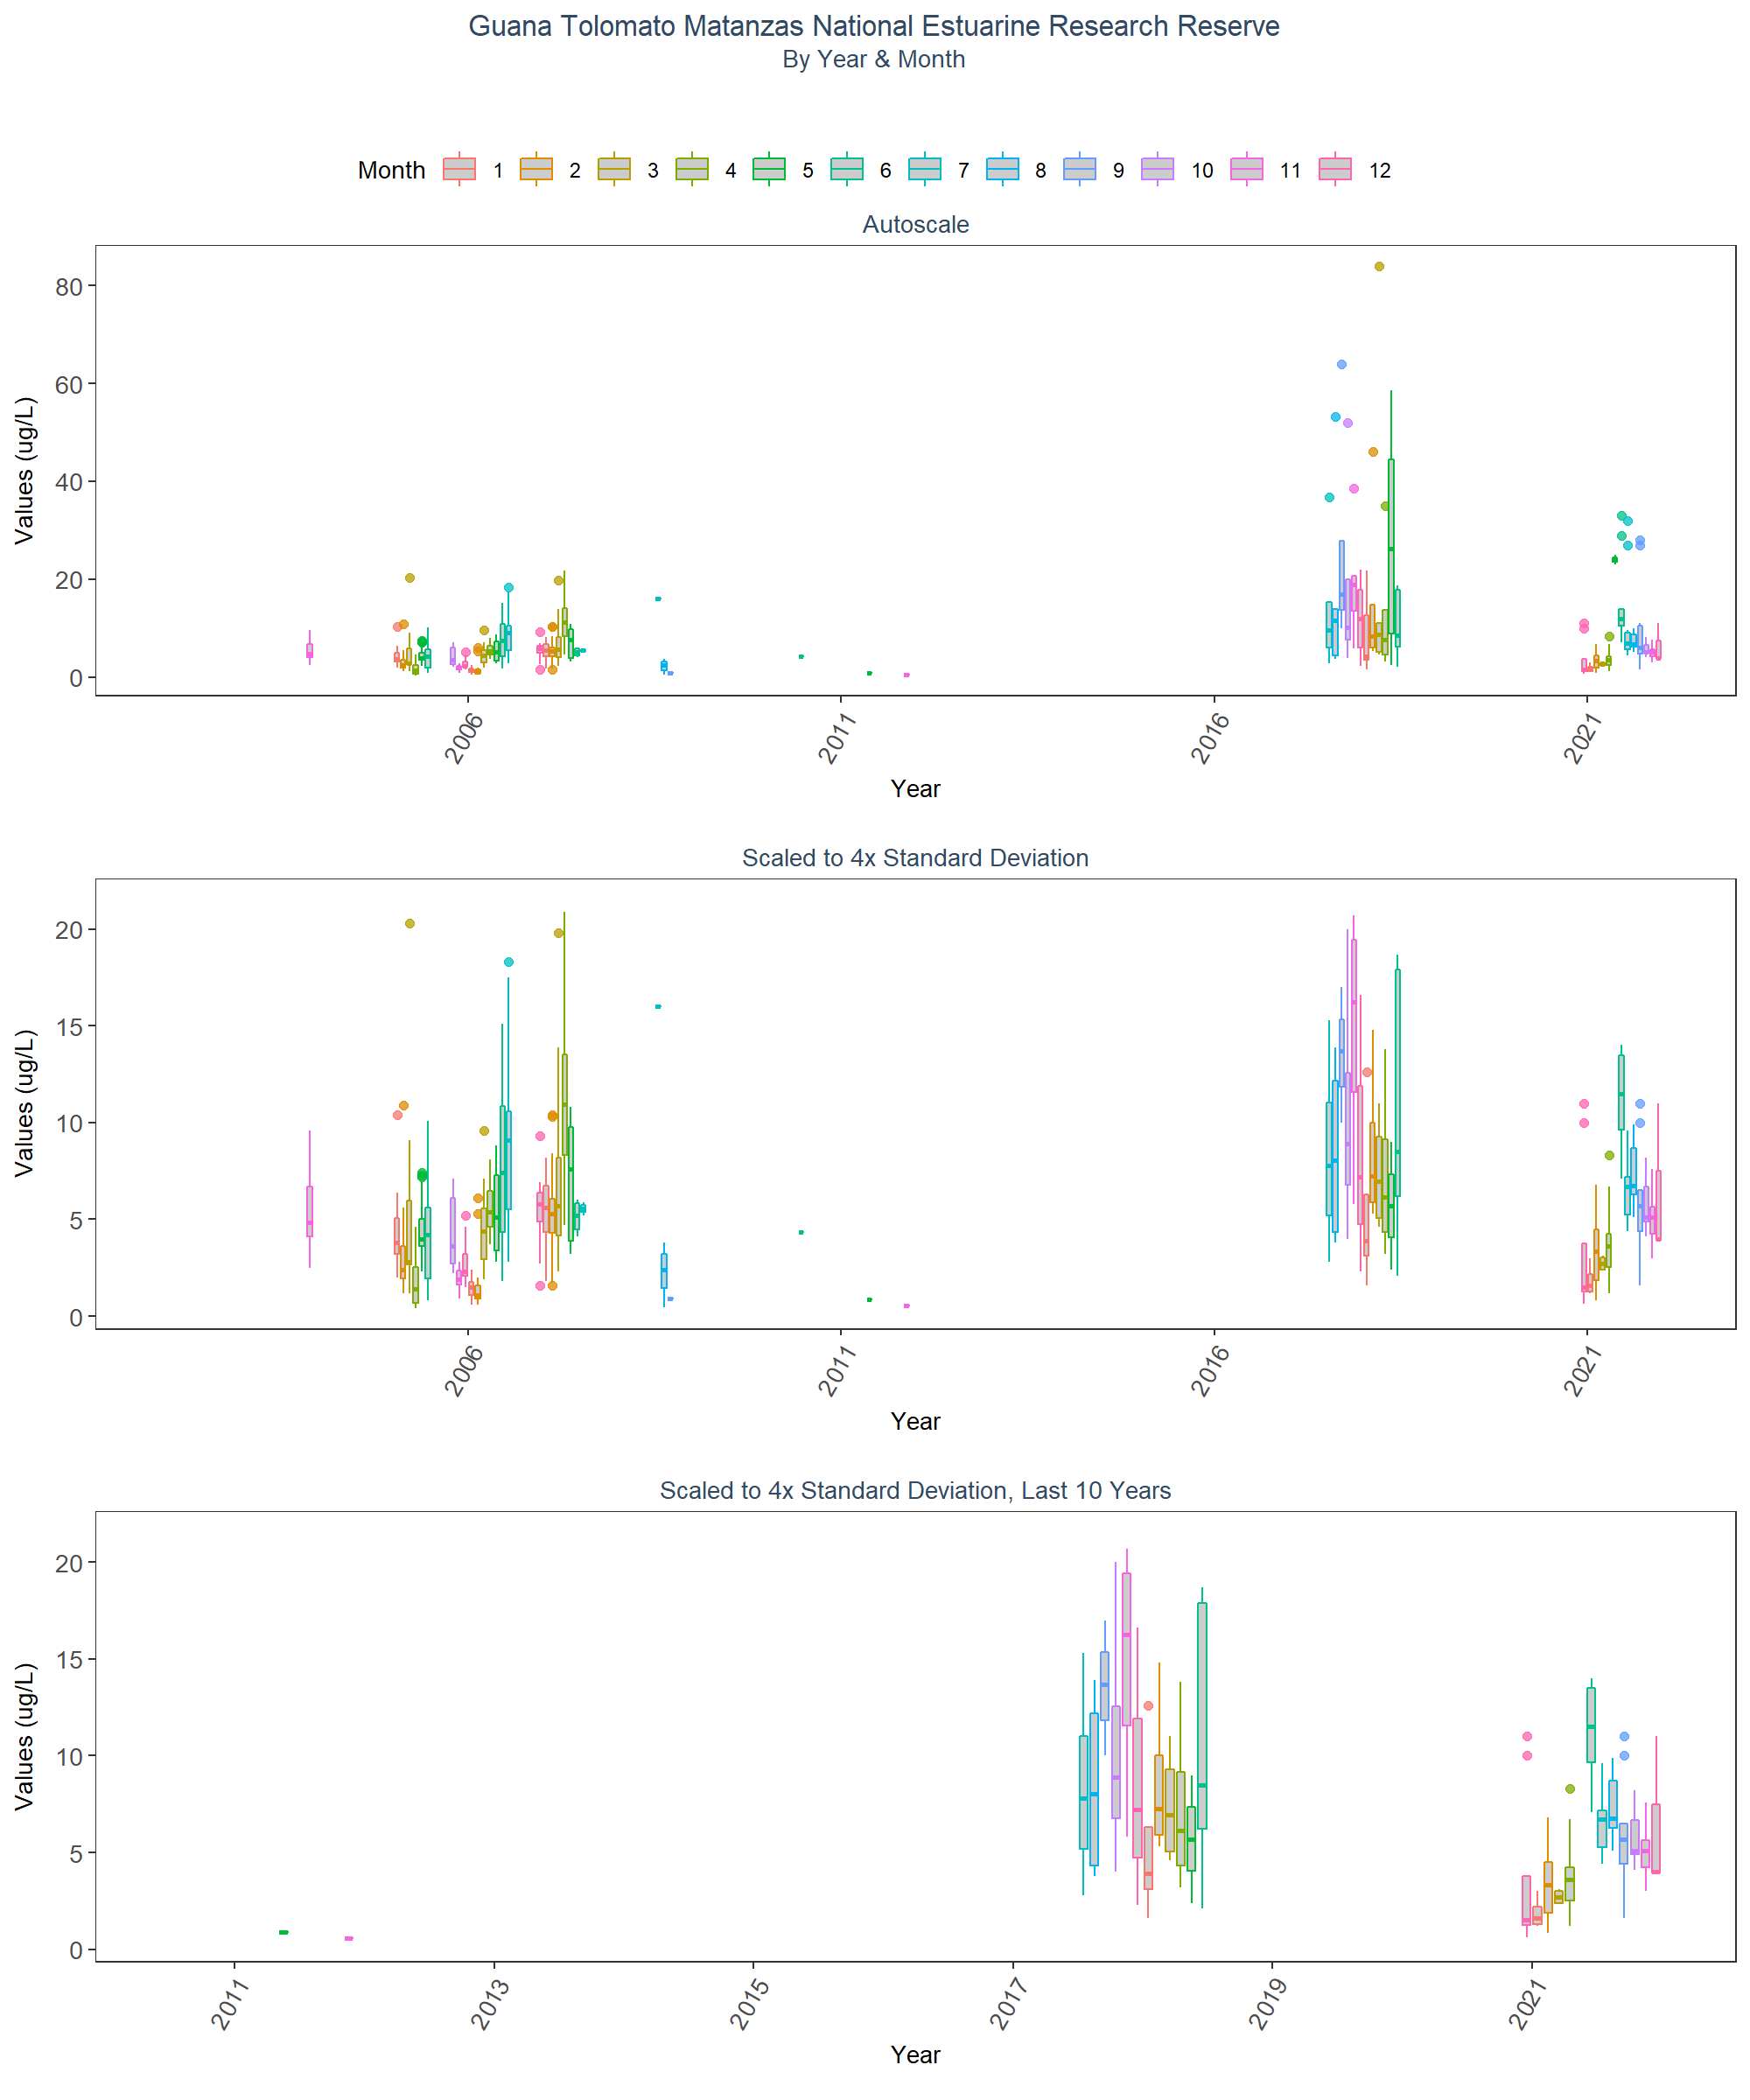 Guana Tolomato Matanzas National Estuarine Research Reserve
By Year & Month
Month 1 2 3 4 5 6 7 8 9 10 11 12
Autoscale
Values (ug/L)
80
60
40
20
0
2006 2011 2016 2021
Year
Scaled to 4x Standard Deviation
Values (ug/L)
20
15
10
5
0
2006 2011 2016 2021
Year
Scaled to 4x Standard Deviation, Last 10 Years
Values (ug/L)
20
15
10
5
0
2011 2013 2015 2017 2019 2021
Year